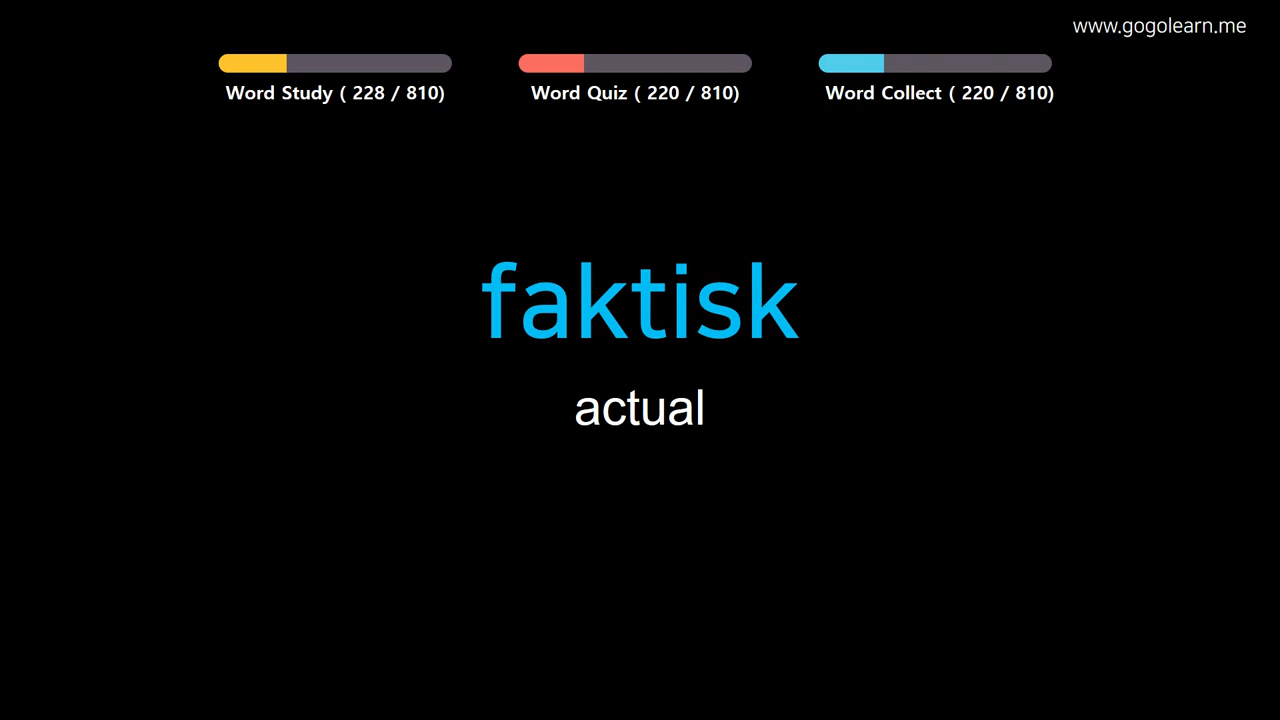 www.gogolearn.me
Word Study ( 228 / 810)
Word Quiz ( 220 / 810)
Word Collect ( 220 / 810)
faktisk
actual